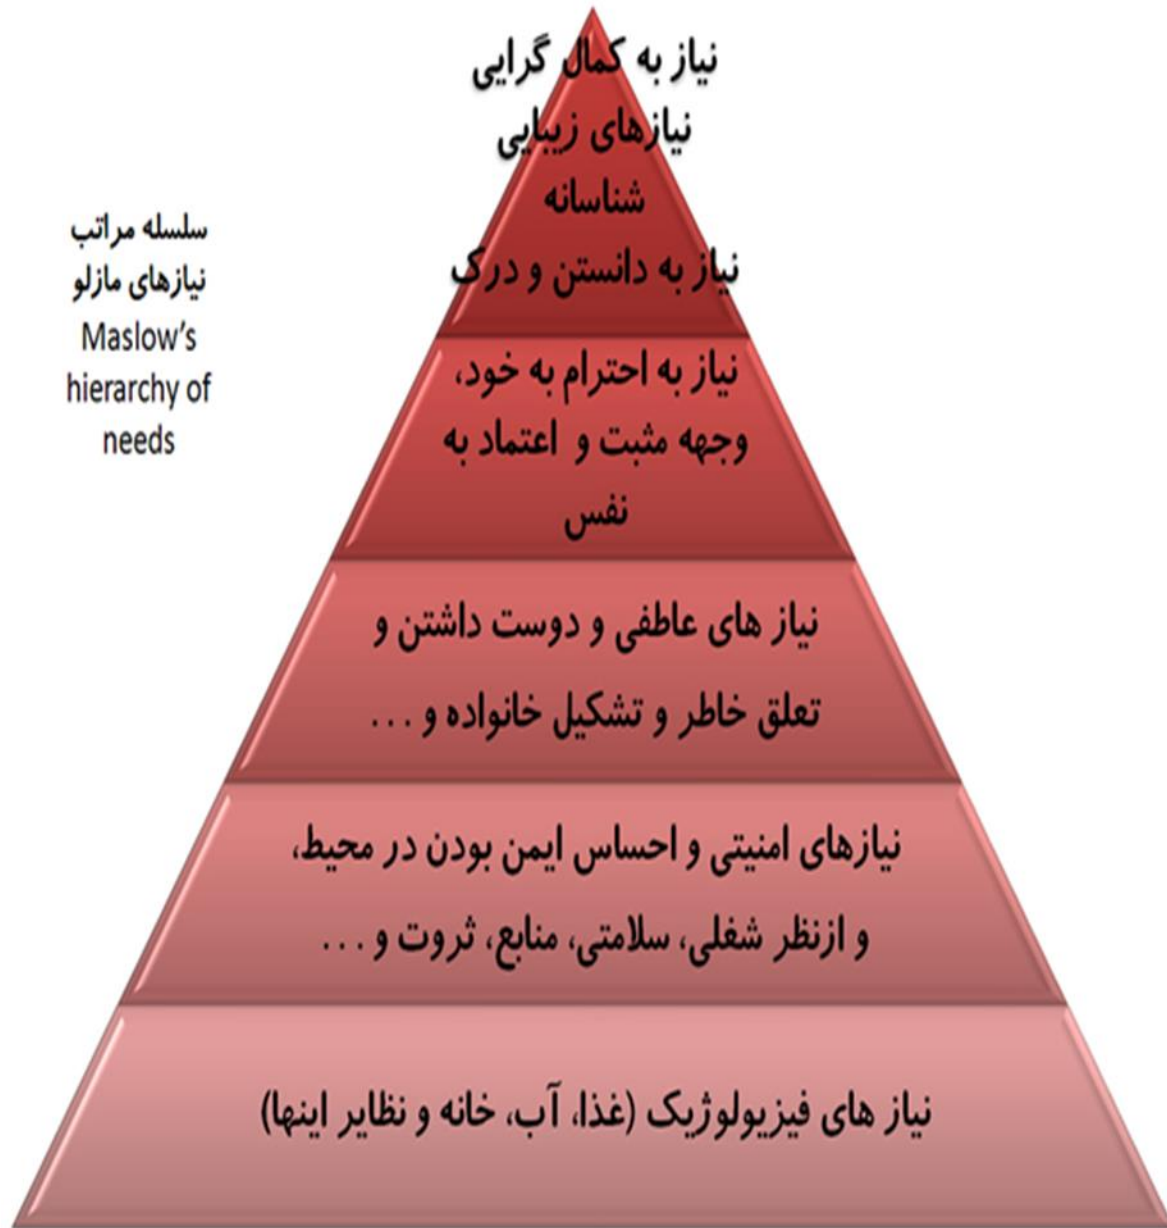 نیاز به کمال گرایی
نیازهای زیبایی
شناسانه
نیاز به دانستن و درک
سلسله مراتب
نیازهای مازلو
Maslow's
hierarchy of
needs
نیاز به احترام به خود،
وجهه مثبت و اعتماد به
نفس
نیاز های عاطفی و دوست داشتن و
تعلق خاطر و تشکیل خانواده و ...
نیازهای امنیتی و احساس ایمن بودن در محیط،
و ازنظر شغلی، سلامتی، منابع، ثروت و ...
نیاز های فیزیولوژیک (غذا، آب، خانه و نظایر اینها)